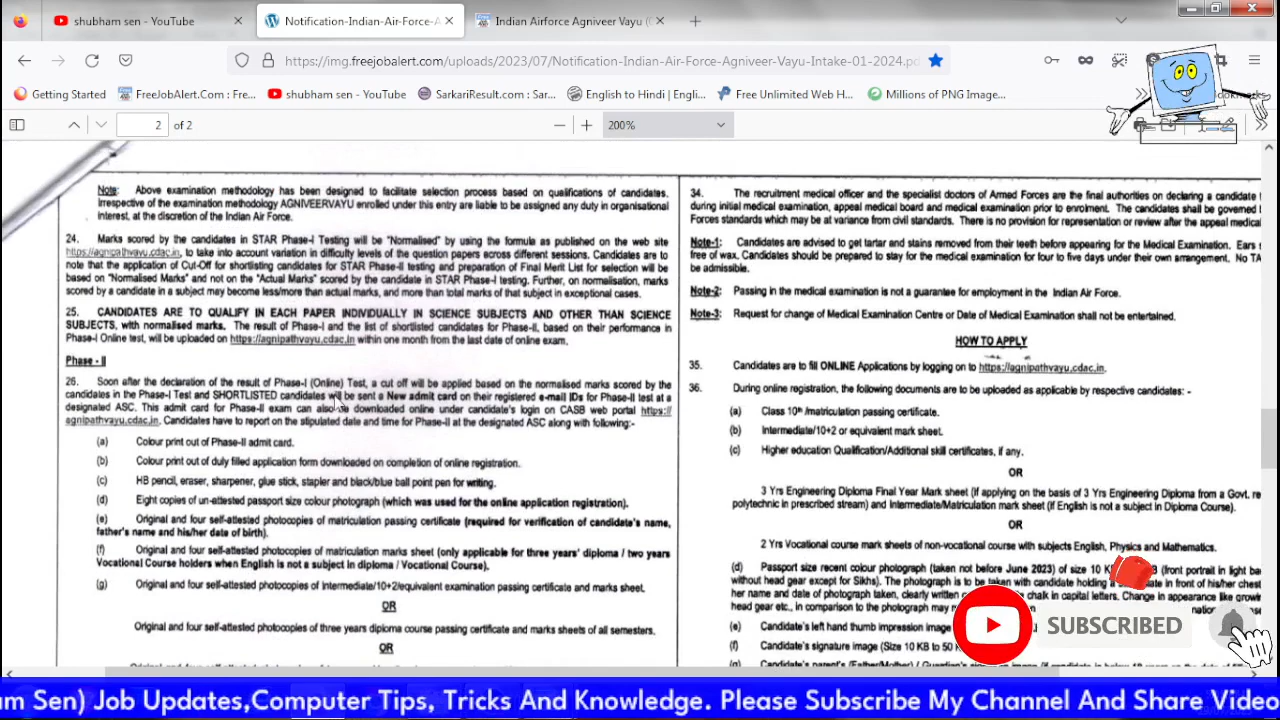 shubham sen - YouTube
Notification-Indian-Air-Force-A
Indian Airforce Agniveer Vayu (
https://img.freejobalert.com/uploads/2023/07/Notification-Indian-Air-Force-Agniveer-Vayu-Intake-01-2024.pd
Getting Started
FreeJobAlert.Com : Fre...
shubham sen - YouTube
SarkariResult.com : Sar...
English to Hindi | Engli...
Free Unlimited Web H...
Millions of PNG Image...
2 of 2
200%
Note: Above examination methodology has been designed to facilitate selection process based on qualifications of candidates.
Irrespective of the examination methodology AGNIVEERVAYU enrolled under this entry are liable to be assigned any duty in organisational
interest, at the discretion of the Indian Air Force.
24. Marks scored by the candidates in STAR Phase-I Testing will be "Normalised" by using the formula as published on the web site
https://agnipathvayu.cdac.in, to take into account variation in difficulty levels of the question papers across different sessions. Candidates are to
note that the application of Cut-Off for shortlisting candidates for STAR Phase-II testing and preparation of Final Merit List for selection will be
based on "Normalised Marks" and not on the "Actual Marks" scored by the candidate in STAR Phase-I testing. Further, on normalisation, marks
scored by a candidate in a subject may become less/more than actual marks, and more than total marks of that subject in exceptional cases.
25. CANDIDATES ARE TO QUALIFY IN EACH PAPER INDIVIDUALLY IN SCIENCE SUBJECTS AND OTHER THAN SCIENCE
SUBJECTS, with normalised marks. The result of Phase-I and the list of shortlisted candidates for Phase-II, based on their performance in
Phase-I Online test, will be uploaded on https://agnipathvayu.cdac.in within one month from the last date of online exam.
Phase - II
26. Soon after the declaration of the result of Phase-I (Online) Test, a cut off will be applied based on the normalised marks scored by the
candidates in the Phase-I Test and SHORTLISTED candidates will be sent a New admit card on their registered e-mail IDs for Phase-II test at a
designated ASC. This admit card for Phase-II exam can also be downloaded online under candidate's login on CASB web portal https://
agnipathvayu.cdac.in. Candidates have to report on the stipulated date and time for Phase-II at the designated ASC along with following:-
(a) Colour print out of Phase-II admit card.
(b) Colour print out of duly filled application form downloaded on completion of online registration.
(c) HB pencil, eraser, sharpener, glue stick, stapler and black/blue ball point pen for writing.
(d) Eight copies of un-attested passport size colour photograph (which was used for the online application registration).
(e) Original and four self-attested photocopies of matriculation passing certificate (required for verification of candidate's name,
father's name and his/her date of birth).
(f) Original and four self-attested photocopies of matriculation marks sheet (only applicable for three years' diploma / two years
Vocational Course holders when English is not a subject in diploma / Vocational Course).
(g) Original and four self-attested photocopies of Intermediate/10+2/equivalent examination passing certificate and marks sheet.
OR
Original and four self-attested photocopies of three years diploma course passing certificate and marks sheets of all semesters.
OR
34. The recruitment medical officer and the specialist doctors of Armed Forces are the final authorities on declaring a candidate
during initial medical examination, appeal medical board and medical examination prior to enrolment. The candidates shall be governed
Forces standards which may be at variance from civil standards. There is no provision for representation or review after the appeal medical
Note-1: Candidates are advised to get tartar and stains removed from their teeth before appearing for the Medical Examination. Ears
free of wax. Candidates should be prepared to stay for the medical examination for four to five days under their own arrangement. No TA
be admissible.
Note-2: Passing in the medical examination is not a guarantee for employment in the Indian Air Force.
Note-3: Request for change of Medical Examination Centre or Date of Medical Examination shall not be entertained.
HOW TO APPLY
35. Candidates are to fill ONLINE Applications by logging on to https://agnipathvayu.cdac.in.
36. During online registration, the following documents are to be uploaded as applicable by respective candidates: -
(a) Class 10th /matriculation passing certificate.
(b) Intermediate/10+2 or equivalent mark sheet.
(c) Higher education Qualification/Additional skill certificates, if any.
OR
3 Yrs Engineering Diploma Final Year Mark sheet (if applying on the basis of 3 Yrs Engineering Diploma from a Govt. re
polytechnic in prescribed stream) and Intermediate/Matriculation mark sheet (if English is not a subject in Diploma Course).
OR
2 Yrs Vocational course mark sheets of non-vocational course with subjects English, Physics and Mathematics.
(d) Passport size recent colour photograph (taken not before June 2023) of size 10 K B (front portrait in light ba
without head gear except for Sikhs). The photograph is to be taken with candidate holding a slate in front of his/her chest
her name and date of photograph taken, clearly written chalk in capital letters. Change in appearance like growin
head gear etc., in comparison to the photograph may
(e) Candidate's left hand thumb impression image
(f) Candidate's signature image (Size 10 KB to 50 K
SUBSCRIBED
am Sen) Job Updates,Computer Tips, Tricks And Knowledge. Please Subscribe My Channel And Share Video